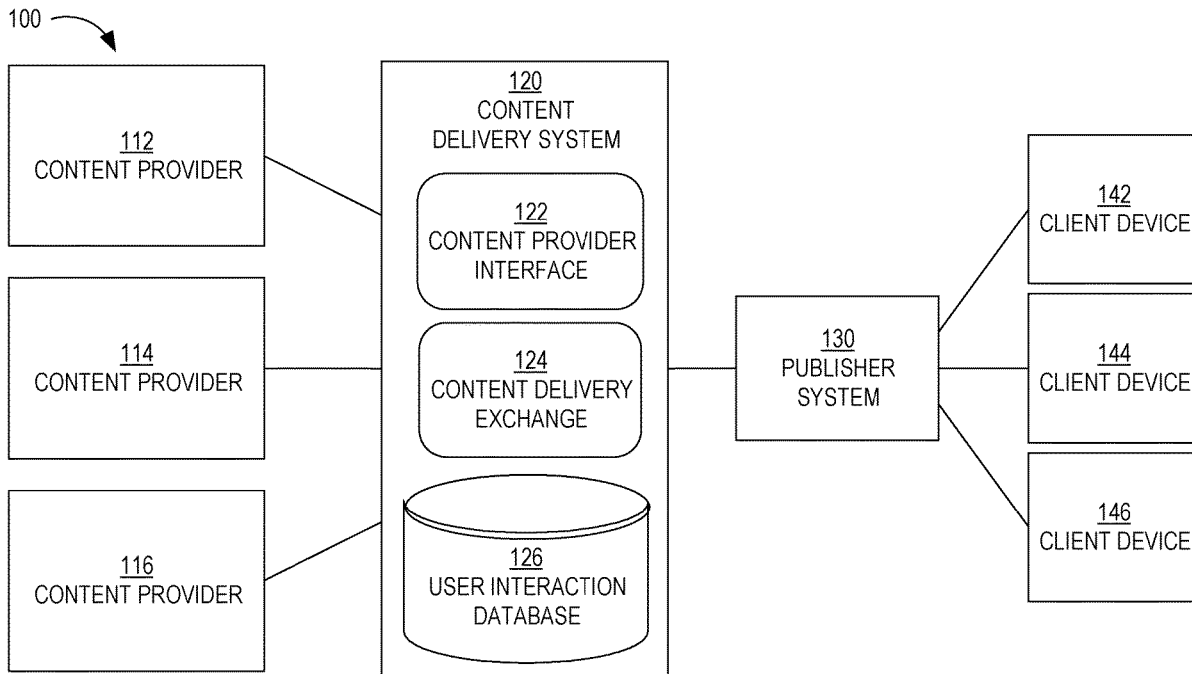 100
112
CONTENT PROVIDER
114
CONTENT PROVIDER
116
CONTENT PROVIDER
120
CONTENT
DELIVERY SYSTEM
122
CONTENT PROVIDER
INTERFACE
124
CONTENT DELIVERY
EXCHANGE
126
USER INTERACTION
DATABASE
130
PUBLISHER
SYSTEM
142
CLIENT DEVICE
144
CLIENT DEVICE
146
CLIENT DEVICE